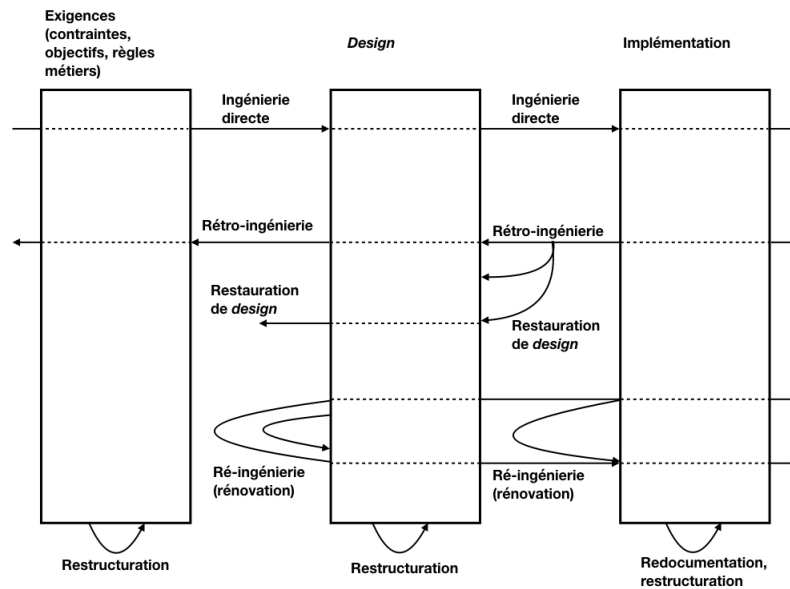 Exigences
(contraintes,
objectifs, règles
métiers)
Design
Implémentation
Ingénierie
directe
Ingénierie
directe
Rétro-ingénierie
Rétro-ingénierie
Restauration
de design
Restauration
de design
Ré-ingénierie
(rénovation)
Ré-ingénierie
(rénovation)
Restructuration
Restructuration
Redocumentation,
restructuration